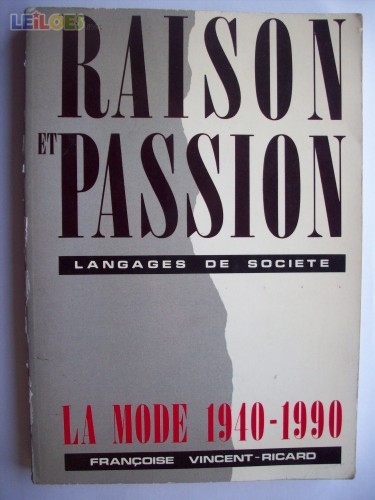 LEiLOES
RAISON
ET
PASSION
LANGAGES DE SOCIETE
LA MODE 1940-1990
FRANÇOISE VINCENT-RICARD